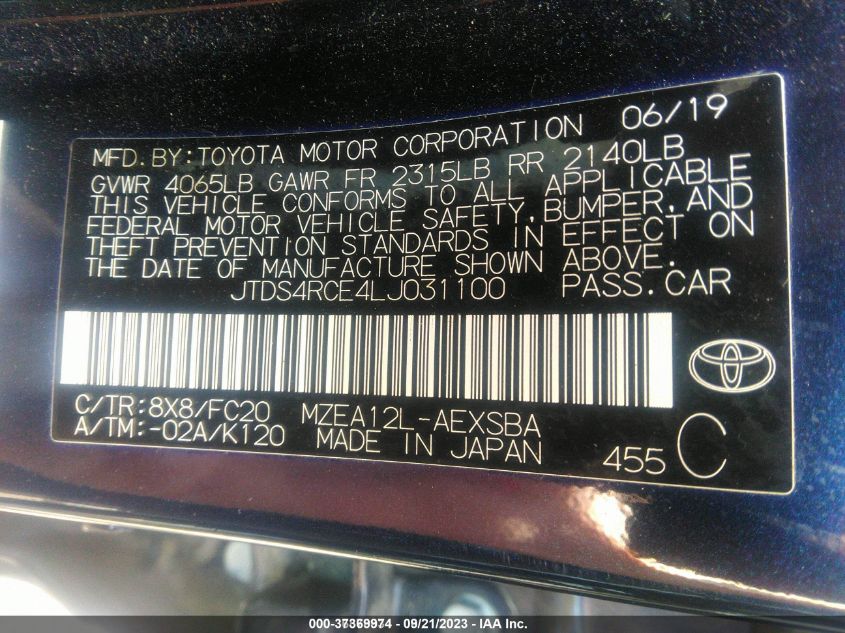 06/19
MFD. BY: TOYOTA MOTOR CORPORATION
GVWR 4065LB GAWR FR 2315LB RR 2140LB
THIS VEHICLE CONFORMS TO ALL APPLICABLE
FEDERAL MOTOR VEHICLE SAFETY, BUMPER, AND
THEFT PREVENTION STANDARDS IN EFFECT ON
THE DATE OF MANUFACTURE SHOWN ABOVE.
JTDS4RCE4LJ031100 PASS. CAR
C/TR: 8X8/FC20 MZEA12L-AEXSBA
A/TM: -02A/K120 MADE IN JAPAN 455 C
000-37369974 - 09/21/2023 - IAA Inc.